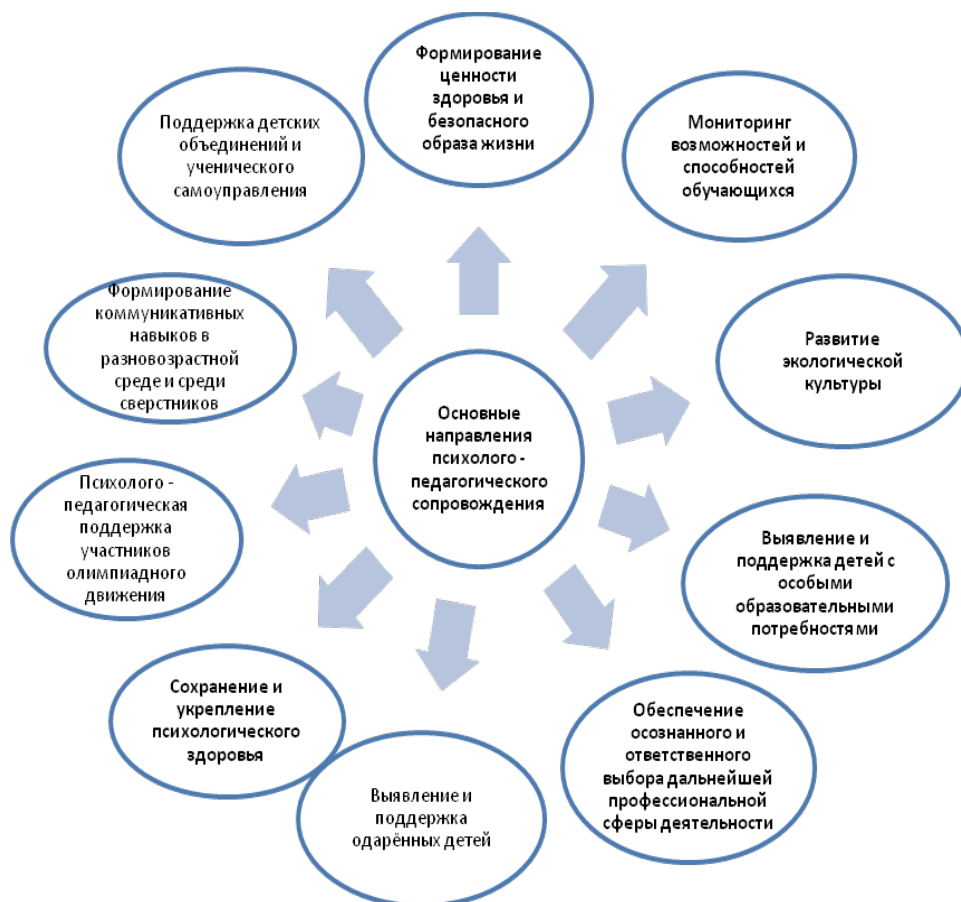 Формирование
ценности
здоровья и
безопасного
образа жизни
Мониторинг
возможностей и
способностей
обучающихся
Развитие
экологической
культуры
Выявление и
поддержка детей с
особыми
образовательными
потребностями
Обеспечение
осознанного и
ответственного
выбора дальнейшей
профессиональной
сферы деятельности
Выявление и
поддержка
одарённых детей
Сохранение и
укрепление
психологического
здоровья
Психолого -
педагогическая
поддержка
участников
олимпиадного
движения
Формирование
коммуникативных
навыков в
разновозрастной
среде и среди
сверстников
Поддержка детских
объединений и
ученического
самоуправления
Основные
направления
психолого -
педагогического
сопровождения